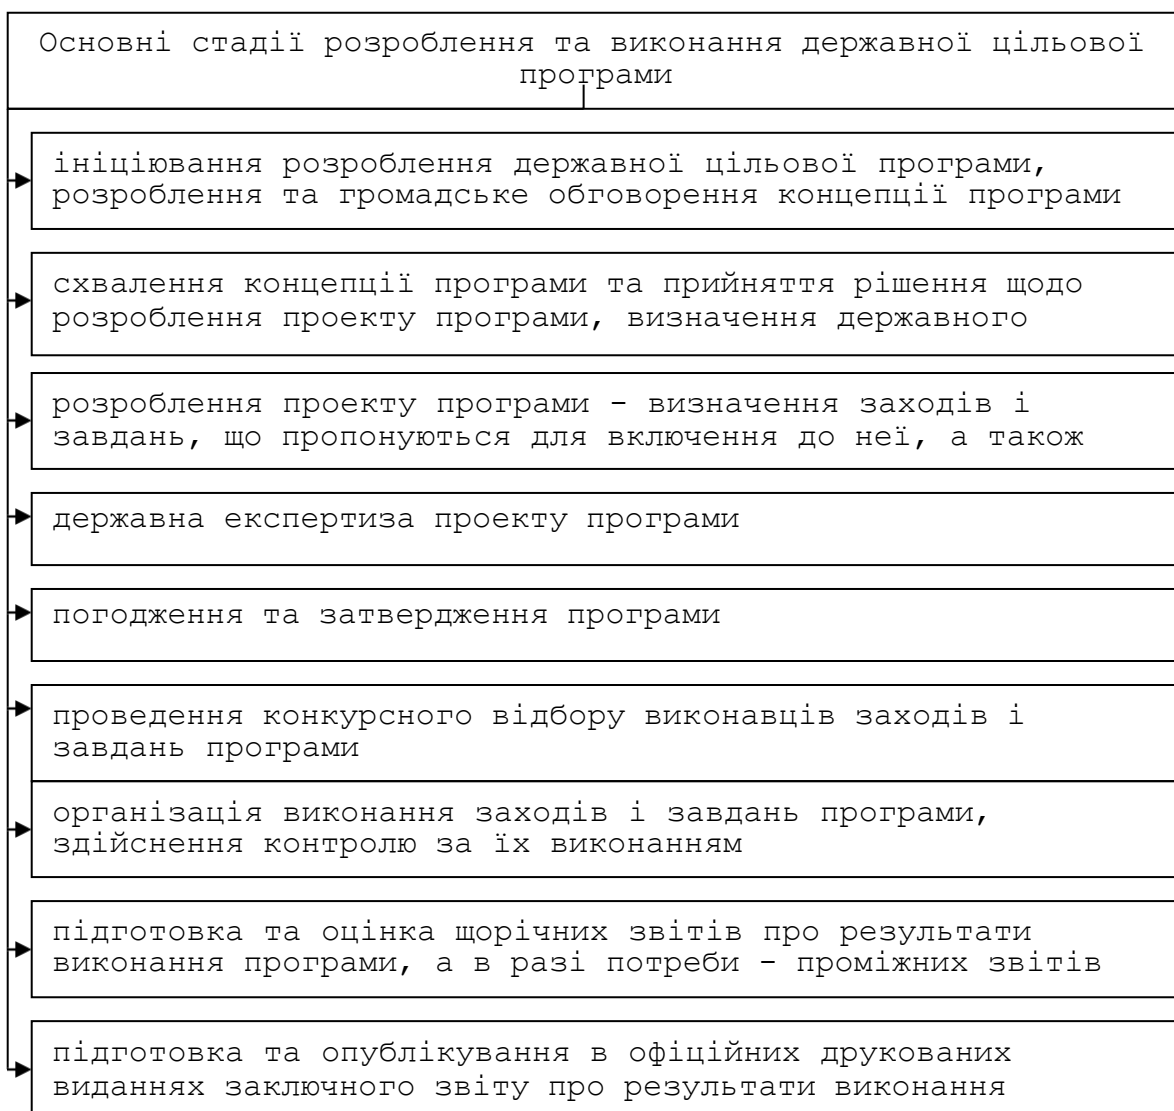 Основні стадії розроблення та виконання державної цільової
програми
ініціювання розроблення державної цільової програми,
розроблення та громадське обговорення концепції програми
схвалення концепції програми та прийняття рішення щодо
розроблення проекту програми, визначення державного
розроблення проекту програми - визначення заходів і
завдань, що пропонуються для включення до неї, а також
державна експертиза проекту програми
погодження та затвердження програми
проведення конкурсного відбору виконавців заходів і
завдань програми
організація виконання заходів і завдань програми,
здійснення контролю за їх виконанням
підготовка та оцінка щорічних звітів про результати
виконання програми, а в разі потреби - проміжних звітів
підготовка та опублікування в офіційних друкованих
виданнях заключного звіту про результати виконання